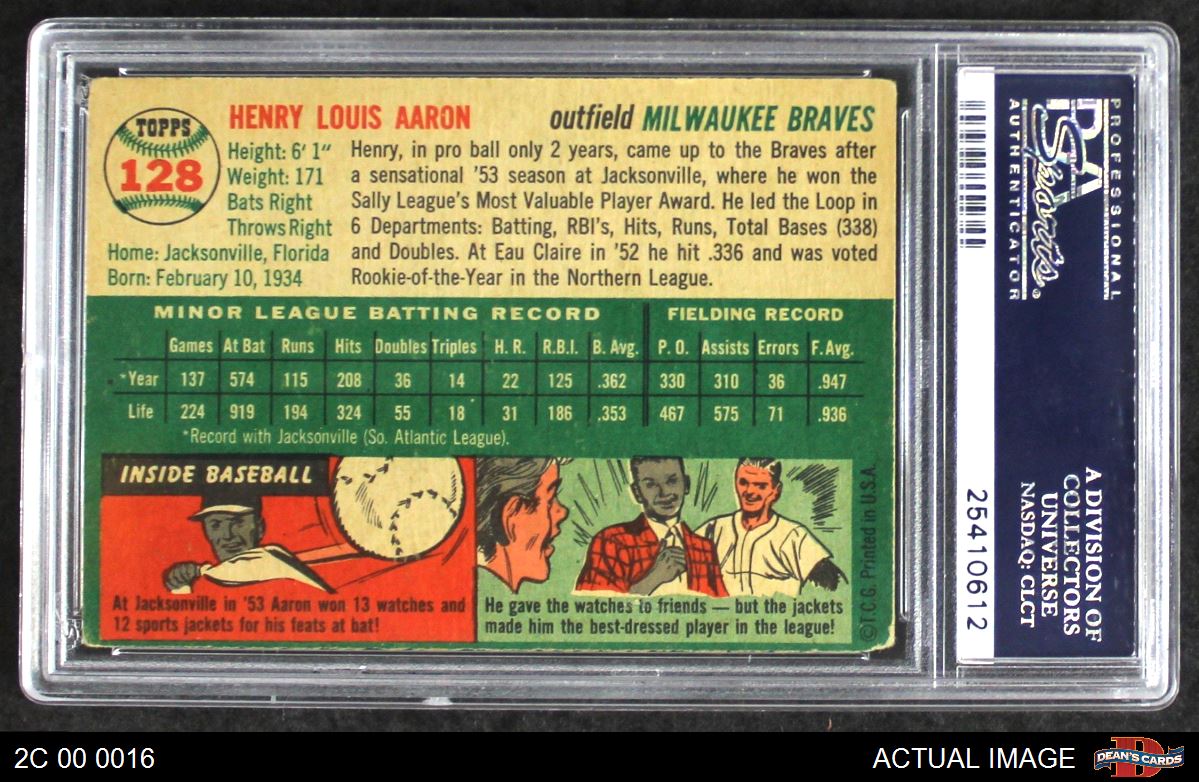 TOPPS
128
HENRY LOUIS AARON
outfield MILWAUKEE BRAVES
Height: 6' 1"
Weight: 171
Bats Right
Throws Right
Home: Jacksonville, Florida
Born: February 10, 1934
Henry, in pro ball only 2 years, came up to the Braves after
a sensational '53 season at Jacksonville, where he won the
Sally League's Most Valuable Player Award. He led the Loop in
6 Departments: Batting, RBI's, Hits, Runs, Total Bases (338)
and Doubles. At Eau Claire in '52 he hit .336 and was voted
Rookie-of-the-Year in the Northern League.
MINOR LEAGUE BATTING RECORD FIELDING RECORD
Games At Bat Runs Hits Doubles Triples H. R. R.B.I. B. Avg. P. O. Assists Errors F. Avg.
*Year 137 574 115 208 36 14 22 125 .362 330 310 36 .947
Life 224 919 194 324 55 18 31 186 .353 467 575 71 .936
*Record with Jacksonville (So. Atlantic League).
INSIDE BASEBALL
At Jacksonville in '53 Aaron won 13 watches and
12 sports jackets for his feats at bat!
He gave the watches to friends — but the jackets
made him the best-dressed player in the league!
©T.C.G. Printed in U.S.A.
PROFESSIONAL
PSA
Sports®
AUTHENTICATOR
A DIVISION OF
COLLECTORS
UNIVERSE
NASDAQ: CLCT
25410612
2C 00 0016
ACTUAL IMAGE
D
DEAN'S CARDS